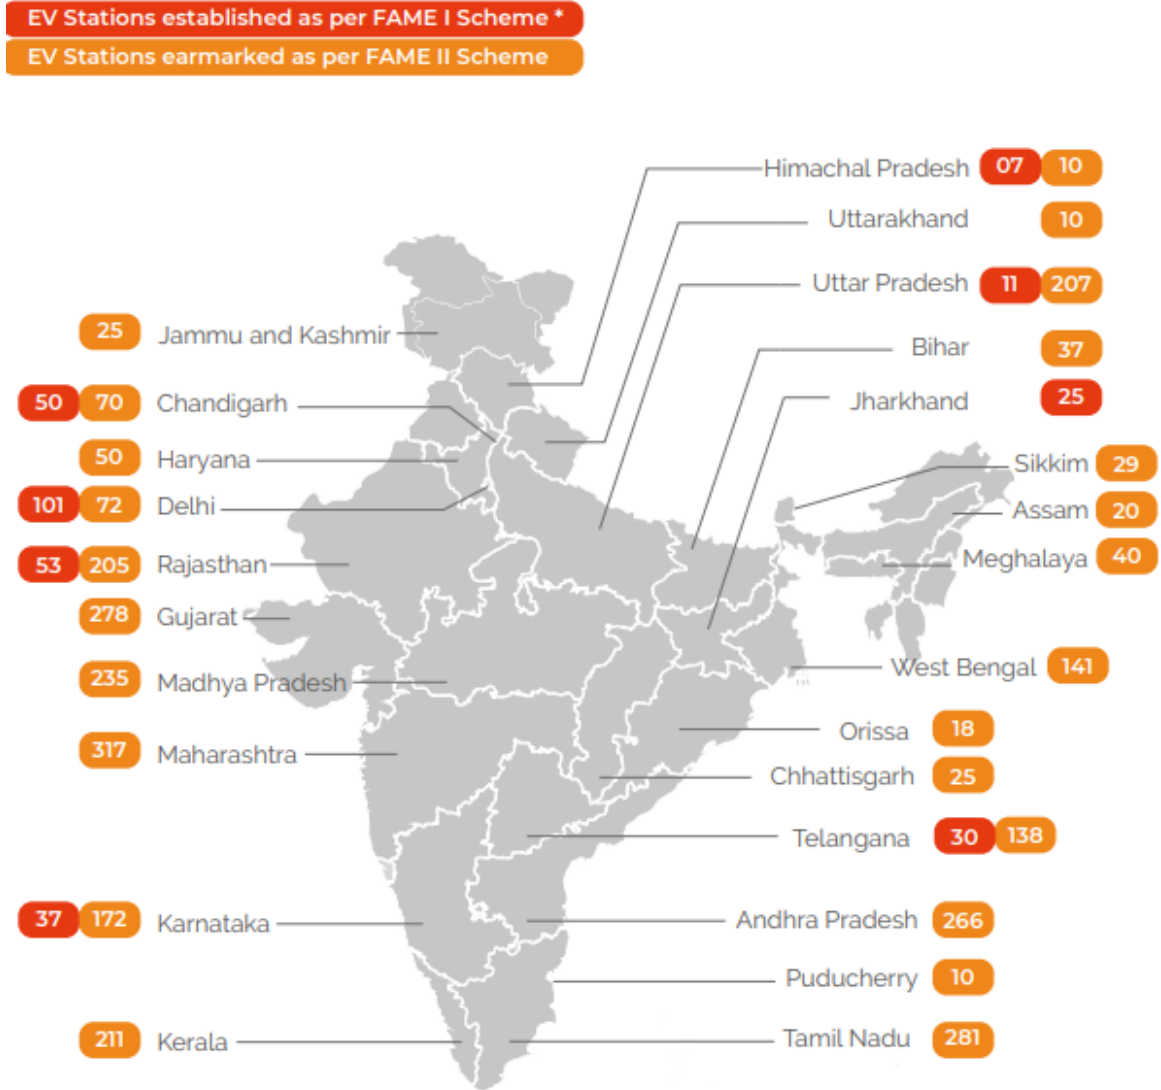 EV Stations established as per FAME I Scheme *
EV Stations earmarked as per FAME II Scheme
Himachal Pradesh 07 10
Uttarakhand 10
Uttar Pradesh 11 207
25 Jammu and Kashmir
Bihar 37
50 70 Chandigarh
Jharkhand 25
50 Haryana
Sikkim 29
101 72 Delhi
Assam 20
53 205 Rajasthan
Meghalaya 40
278 Gujarat
West Bengal 141
235 Madhya Pradesh
Orissa 18
317 Maharashtra
Chhattisgarh 25
Telangana 30 138
37 172 Karnataka
Andhra Pradesh 266
Puducherry 10
211 Kerala
Tamil Nadu 281